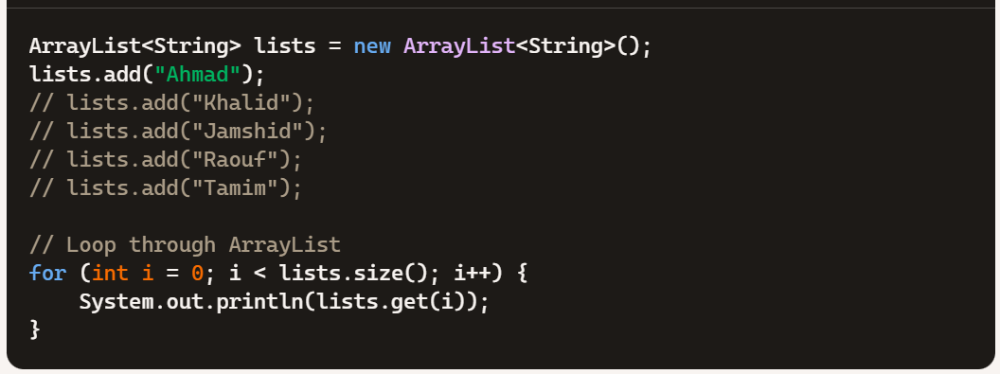 ArrayList<String> lists = new ArrayList<String>();
lists.add("Ahmad");
// lists.add("Khalid");
// lists.add("Jamshid");
// lists.add("Raouf");
// lists.add("Tamim");

// Loop through ArrayList
for (int i = 0; i < lists.size(); i++) {
    System.out.println(lists.get(i));
}